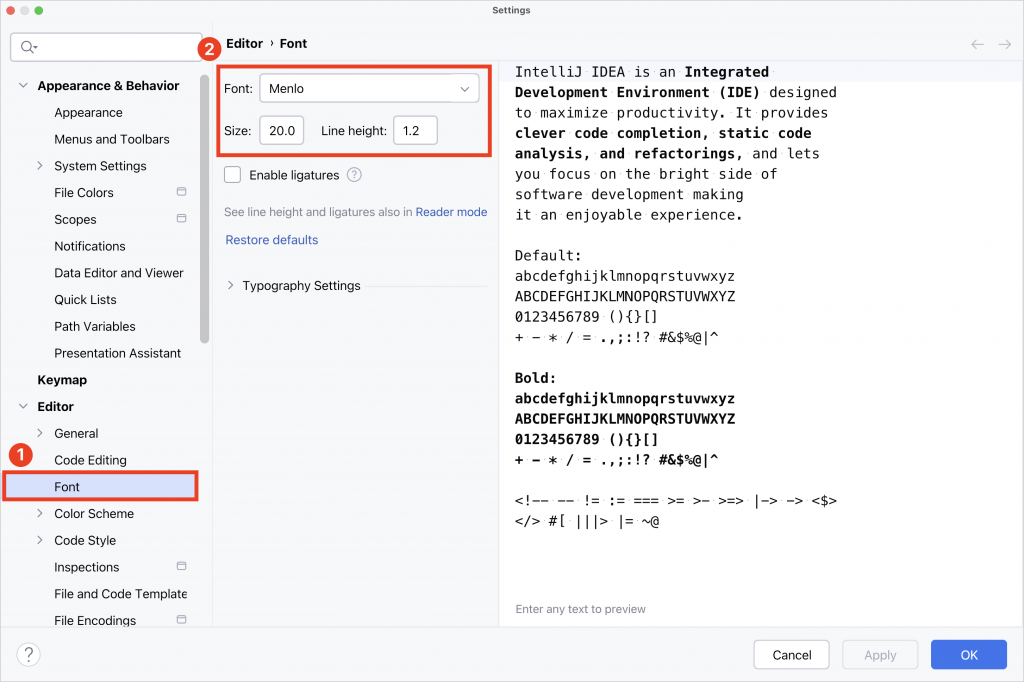 Settings
2
Editor › Font
Appearance & Behavior
Appearance
Menus and Toolbars
System Settings
File Colors
Scopes
Notifications
Data Editor and Viewer
Quick Lists
Path Variables
Presentation Assistant
Keymap
Editor
General
1
Code Editing
Font
Color Scheme
Code Style
Inspections
File and Code Template
File Encodings
Font: Menlo
Size: 20.0 Line height: 1.2
Enable ligatures ?
See line height and ligatures also in Reader mode
Restore defaults
Typography Settings
IntelliJ IDEA is an Integrated
Development Environment (IDE) designed
to maximize productivity. It provides
clever code completion, static code
analysis, and refactorings, and lets
you focus on the bright side of
software development making
it an enjoyable experience.
Default:
abcdefghijklmnopqrstuvwxyz
ABCDEFGHIJKLMNOPQRSTUVWXYZ
0123456789 (){}[]
+ - * / = .,;:!? #&$%@|^
Bold:
abcdefghijklmnopqrstuvwxyz
ABCDEFGHIJKLMNOPQRSTUVWXYZ
0123456789 (){}[]
+ - * / = .,;:!? #&$%@|^
<!-- -- != := === >= >- >=> |-> -> <$>
</> #[ |||> |= ~@
Enter any text to preview
?
Cancel
Apply
OK